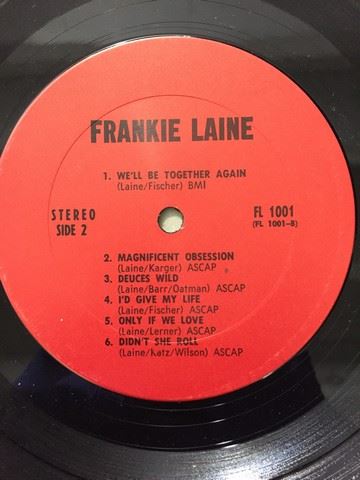 FRANKIE LAINE
1. WE'LL BE TOGETHER AGAIN
(Laine/Fischer) BMI
STEREO
SIDE 2
FL 1001
(FL 1001-B)
2. MAGNIFICENT OBSESSION
(Laine/Karger) ASCAP
3. DEUCES WILD
(Laine/Barr/Oatman) ASCAP
4. I'D GIVE MY LIFE
(Laine/Fischer) ASCAP
5. ONLY IF WE LOVE
(Laine/Lerner) ASCAP
6. DIDN'T SHE ROLL
(Laine/Katz/Wilson) ASCAP